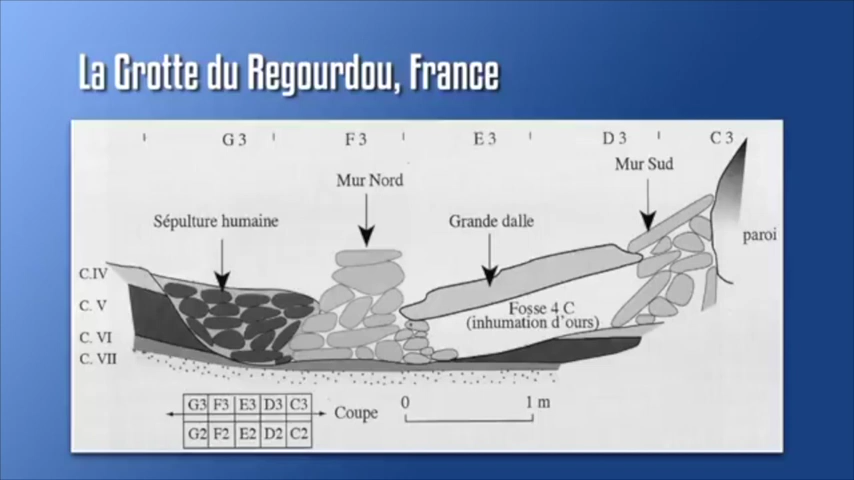 La Grotte du Regourdou, France
G 3 F 3 E 3 D 3 C 3
Mur Sud
Mur Nord
Sépulture humaine
Grande dalle
paroi
C.IV
C. V
Fosse 4 C
(inhumation d'ours)
C. VI
C. VII
G3 F3 E3 D3 C3
Coupe
0 1 m
G2 F2 E2 D2 C2